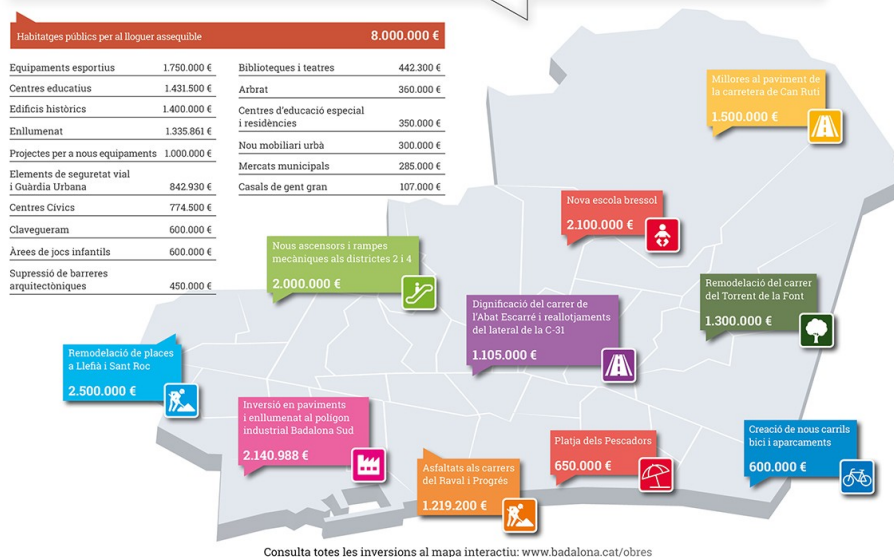 Habitatges públics per al lloguer assequible 8.000.000 €
Equipaments esportius 1.750.000 €
Centres educatius 1.431.500 €
Edificis històrics 1.400.000 €
Enllumenat 1.335.861 €
Projectes per a nous equipaments 1.000.000 €
Elements de seguretat vial
i Guàrdia Urbana 842.930 €
Centres Cívics 774.500 €
Clavegueram 600.000 €
Àrees de jocs infantils 600.000 €
Supressió de barreres
arquitectòniques 450.000 €
Biblioteques i teatres 442.300 €
Arbrat 360.000 €
Centres d'educació especial
i residències 350.000 €
Nou mobiliari urbà 300.000 €
Mercats municipals 285.000 €
Casals de gent gran 107.000 €
Millores al paviment de
la carretera de Can Ruti
1.500.000 €
Nova escola bressol
2.100.000 €
Nous ascensors i rampes
mecàniques als districtes 2 i 4
2.000.000 €
Remodelació del carrer
del Torrent de la Font
1.300.000 €
Dignificació del carrer de
l'Abat Escarré i reallotjaments
del lateral de la C-31
1.105.000 €
Remodelació de places
a Llefià i Sant Roc
2.500.000 €
Inversió en paviments
i enllumenat al polígon
industrial Badalona Sud
2.140.988 €
Asfaltats als carrers
del Raval i Progrés
1.219.200 €
Platja dels Pescadors
650.000 €
Creació de nous carrils
bici i aparcaments
600.000 €
Consulta totes les inversions al mapa interactiu: www.badalona.cat/obres